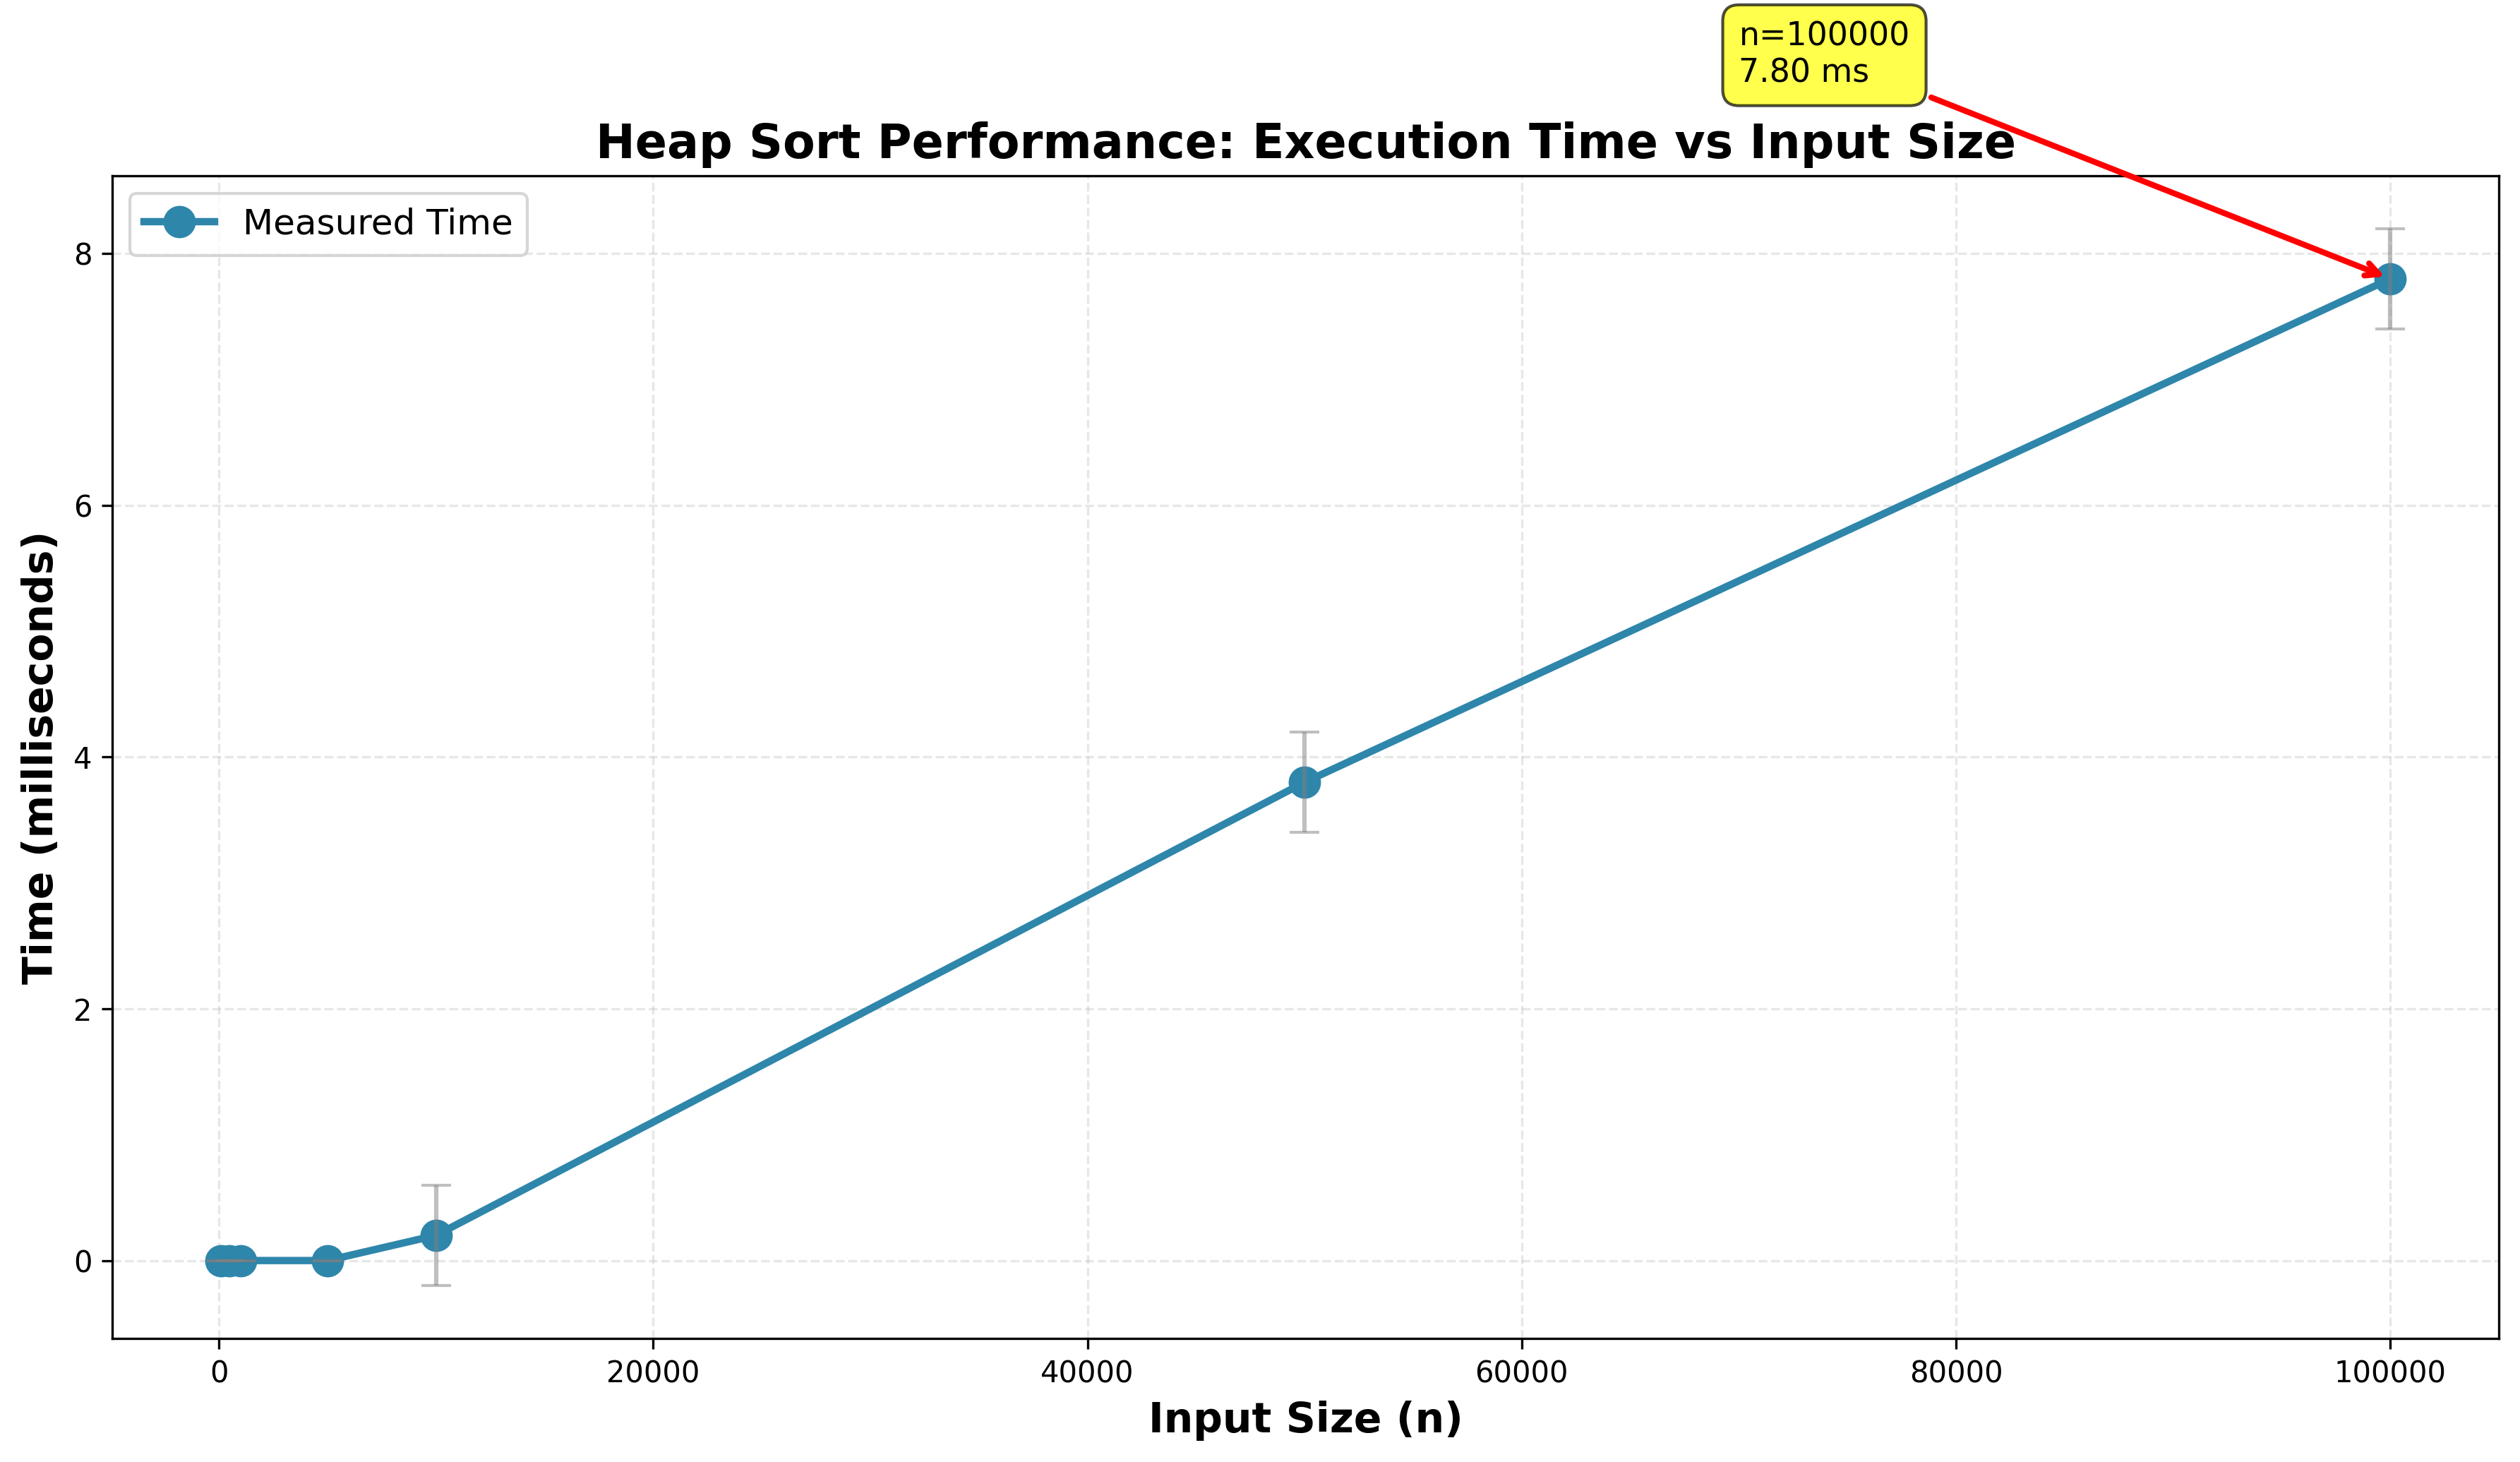 n=100000
7.80 ms
Heap Sort Performance: Execution Time vs Input Size
Measured Time
Time (milliseconds)
8
6
4
2
0
0
20000
40000
60000
80000
100000
Input Size (n)